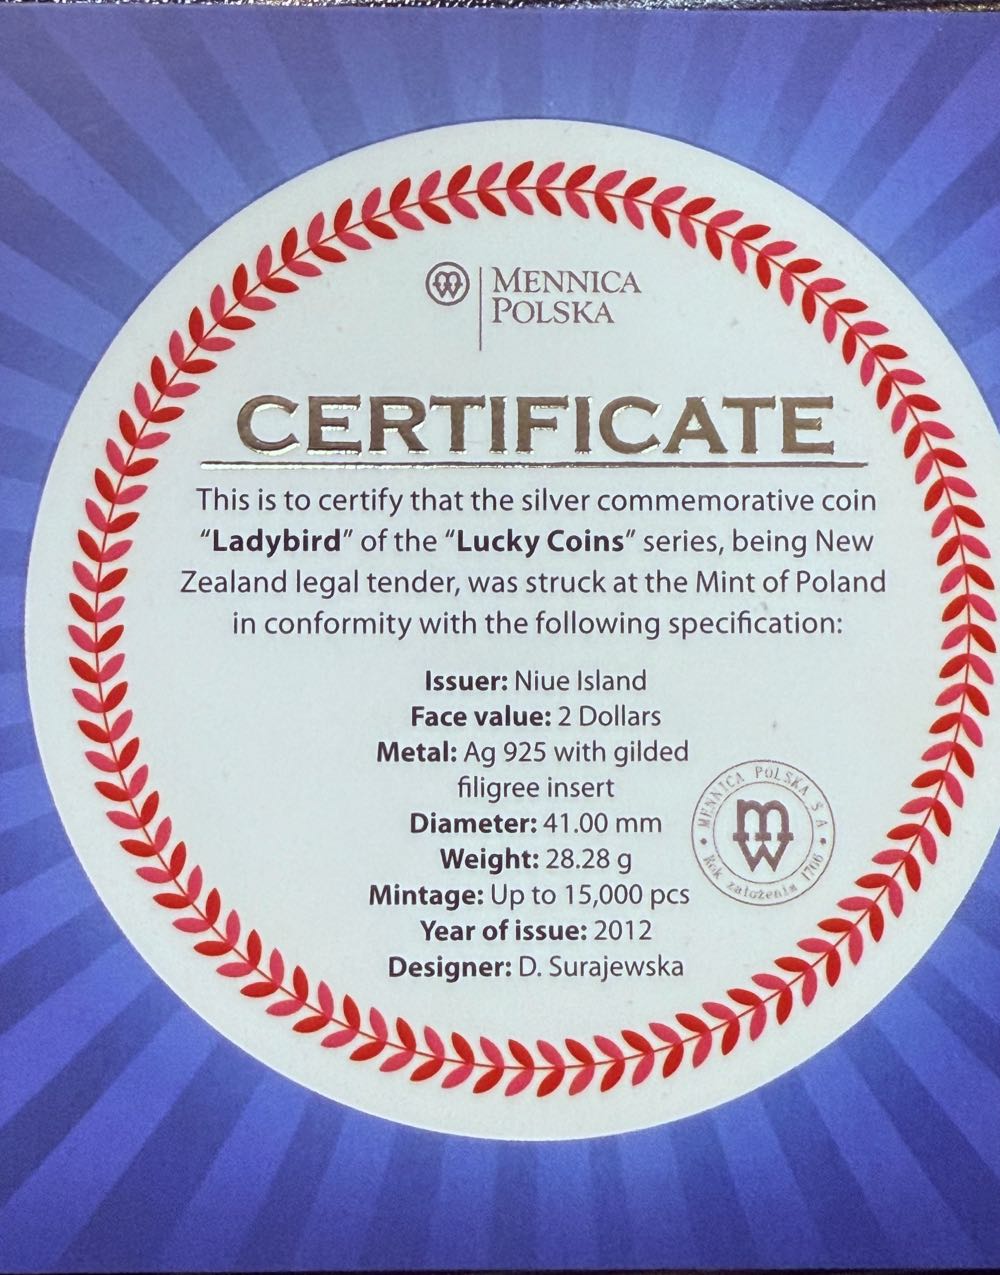 MENNICA
POLSKA
CERTIFICATE
This is to certify that the silver commemorative coin
“Ladybird” of the “Lucky Coins” series, being New
Zealand legal tender, was struck at the Mint of Poland
in conformity with the following specification:
Issuer: Niue Island
Face value: 2 Dollars
Metal: Ag 925 with gilded
filigree insert
Diameter: 41.00 mm
Weight: 28.28 g
Mintage: Up to 15,000 pcs
Year of issue: 2012
Designer: D. Surajewska
MENNICA POLSKA S A
Rok założenia 1766